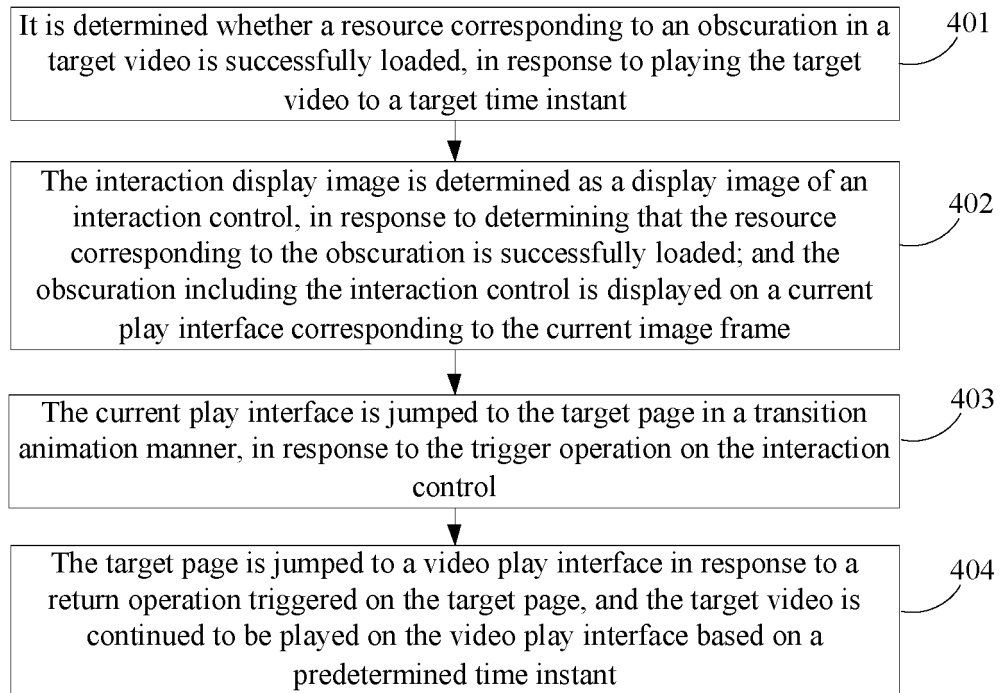 It is determined whether a resource corresponding to an obscuration in a
target video is successfully loaded, in response to playing the target
video to a target time instant
401
The interaction display image is determined as a display image of an
interaction control, in response to determining that the resource
corresponding to the obscuration is successfully loaded; and the
obscuration including the interaction control is displayed on a current
play interface corresponding to the current image frame
402
The current play interface is jumped to the target page in a transition
animation manner, in response to the trigger operation on the interaction
control
403
The target page is jumped to a video play interface in response to a
return operation triggered on the target page, and the target video is
continued to be played on the video play interface based on a
predetermined time instant
404